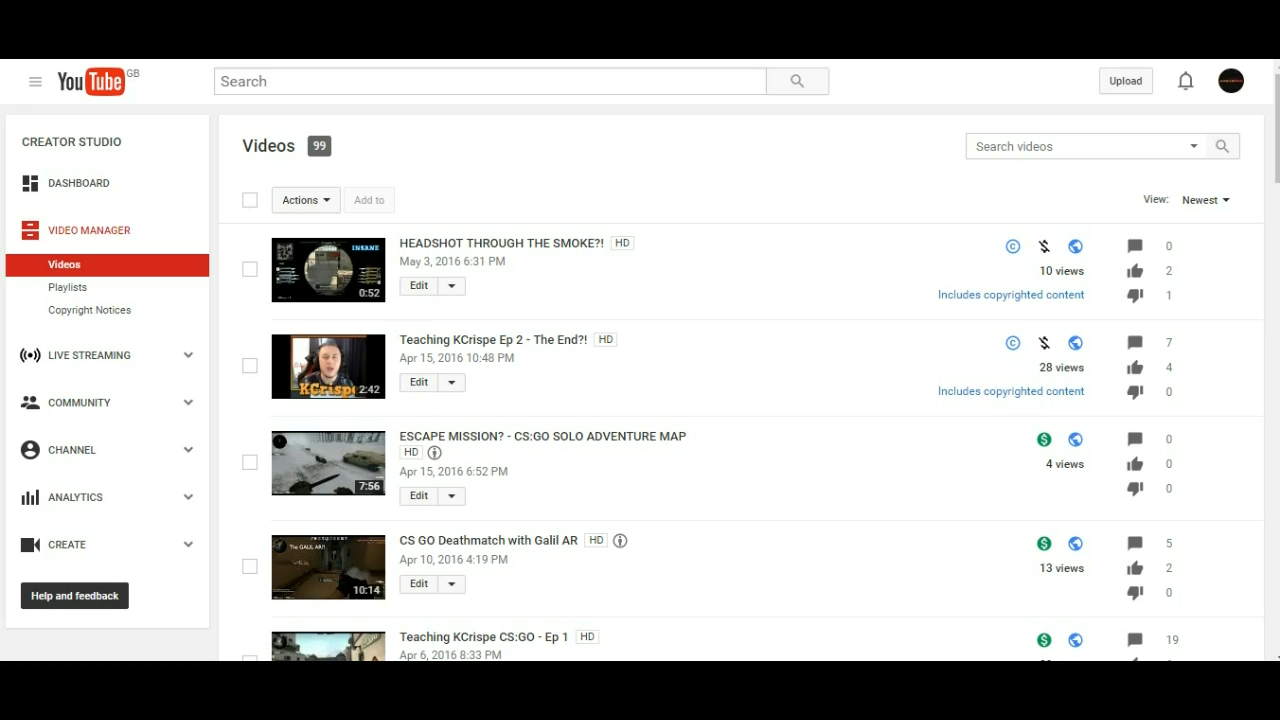 YouTube GB
Search
Upload
CREATOR STUDIO
DASHBOARD
VIDEO MANAGER
Videos
Playlists
Copyright Notices
LIVE STREAMING
COMMUNITY
CHANNEL
ANALYTICS
CREATE
Help and feedback
Videos 99
Search videos
Actions Add to
View: Newest
INSANE
0:52
HEADSHOT THROUGH THE SMOKE?! HD
May 3, 2016 6:31 PM
Edit
10 views
Includes copyrighted content
0
2
1
KCrispe
2:42
Teaching KCrispe Ep 2 - The End?! HD
Apr 15, 2016 10:48 PM
Edit
28 views
Includes copyrighted content
7
4
0
7:56
ESCAPE MISSION? - CS:GO SOLO ADVENTURE MAP
HD
Apr 15, 2016 6:52 PM
Edit
4 views
0
0
0
The GALIL AR!!
10:14
CS GO Deathmatch with Galil AR HD
Apr 10, 2016 4:19 PM
Edit
13 views
5
2
0
Teaching KCrispe CS:GO - Ep 1 HD
Apr 6, 2016 8:33 PM
19